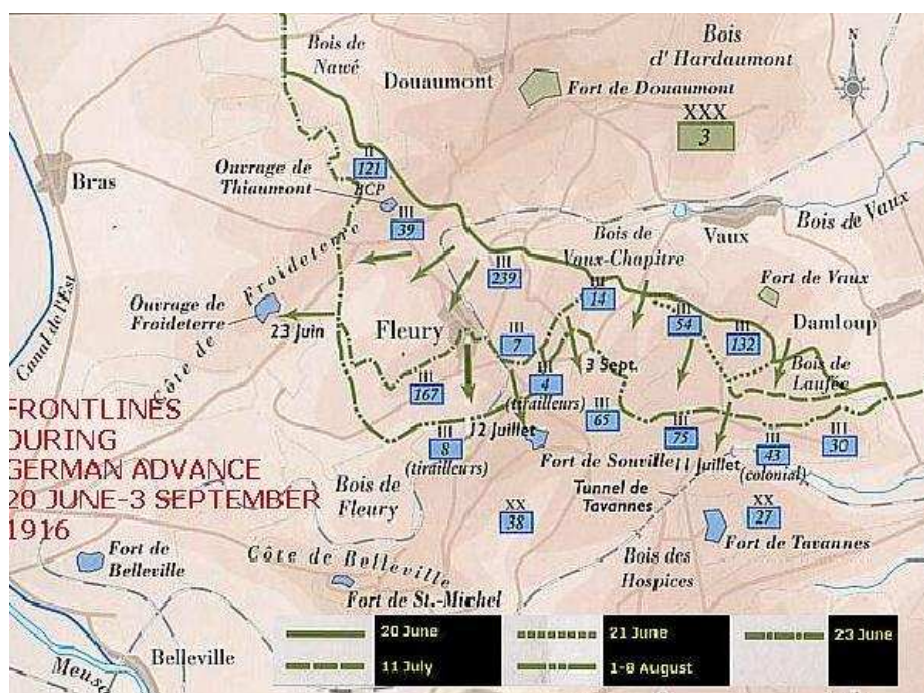 Bois de
Nawé
Douaumont
Bois
d'Hardaumont
N
Fort de Douaumont
XXX
3
Bras
Ouvrage de
Thiaumont
II
121
BCP
III
39
Bois de Vaux
Vaux
Bois de
Vaux-Chapitre
III
239
III
14
Fort de Vaux
Canal de l'Est
Ouvrage de
Froideterre
Côte de Froideterre
23 Juin
Fleury
III
7
III
54
III
132
Damloup
Bois de
Laufée
3 Sept.
III
167
III
4
(tirailleurs)
III
65
12 Juillet
III
8
(tirailleurs)
Fort de Souville
III
75
11 Juillet
III
43
(colonial)
III
30
FRONTLINES
DURING
GERMAN ADVANCE
20 JUNE-3 SEPTEMBER
1916
Bois de
Fleury
XX
38
Tunnel de
Tavannes
XX
27
Fort de Tavannes
Bois des
Hospices
Fort de
Belleville
Côte de Belleville
Fort de St.-Michel
Meuse
Belleville
20 June
21 June
23 June
11 July
1-8 August